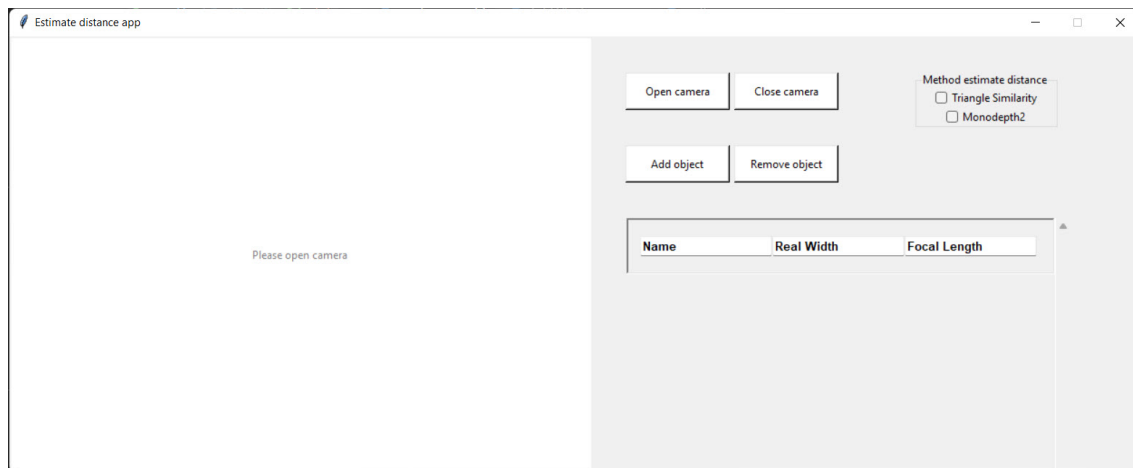 Estimate distance app
Open camera
Close camera
Method estimate distance
Triangle Similarity
Monodepth2
Add object
Remove object
Please open camera
Name Real Width Focal Length